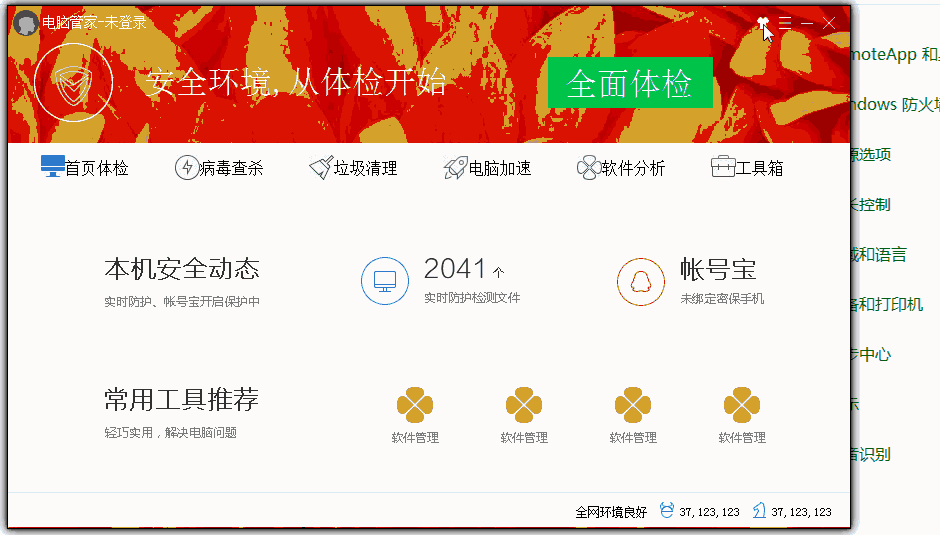 电脑管家-未登录
安全环境,从体检开始
全面体检
首页体检 病毒查杀 垃圾清理 电脑加速 软件分析 工具箱
本机安全动态
实时防护、帐号宝开启保护中
2041个
实时防护检测文件
帐号宝
未绑定密保手机
常用工具推荐
轻巧实用，解决电脑问题
软件管理 软件管理 软件管理 软件管理
全网环境良好 37,123,123 37,123,123
moteApp 和
ndows 防火墙
原选项
长控制
域和语言
备和打印机
步中心
示
音识别